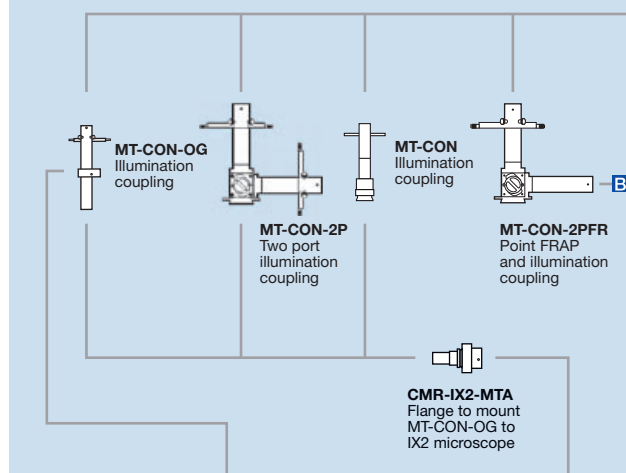 MT-CON-OG
Illumination
coupling
MT-CON-2P
Two port
illumination
coupling
MT-CON
Illumination
coupling
MT-CON-2PFR
Point FRAP
and illumination
coupling
B
CMR-IX2-MTA
Flange to mount
MT-CON-OG to
IX2 microscope